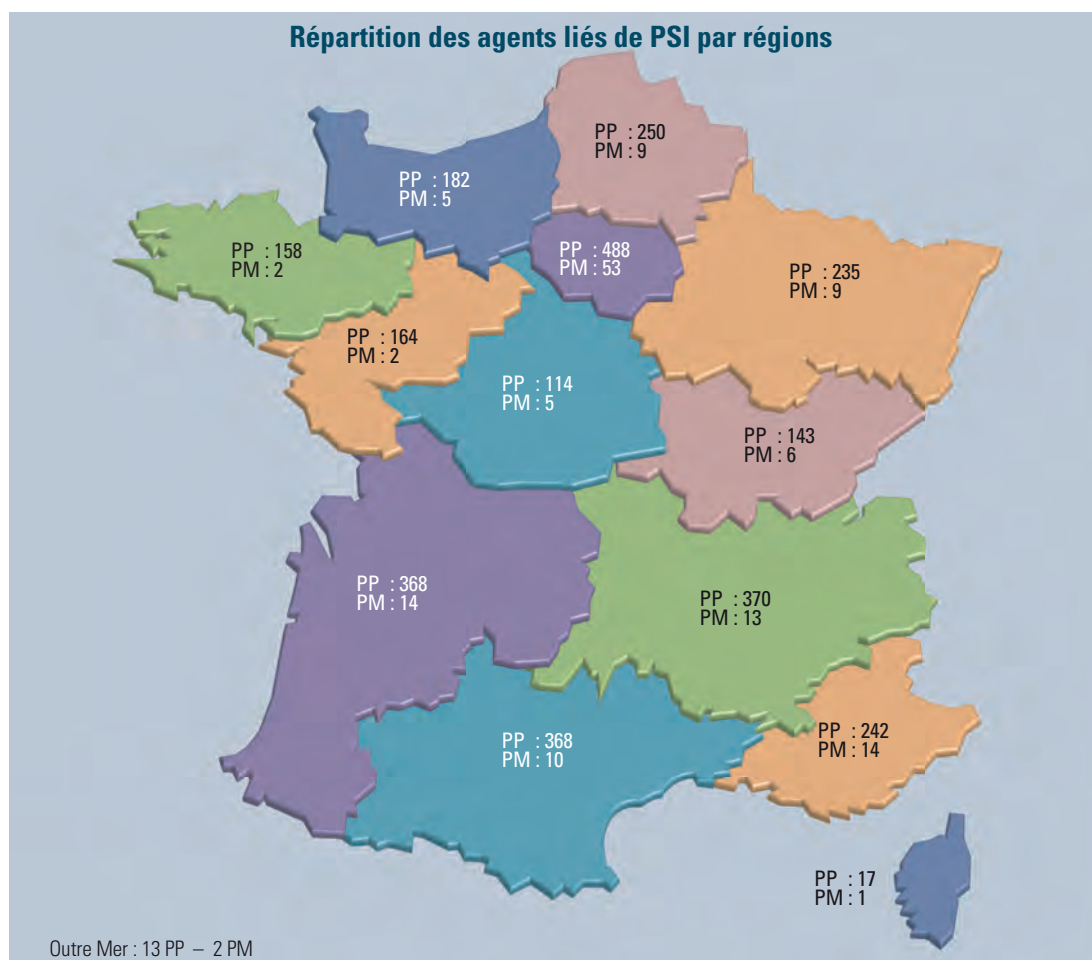 Répartition des agents liés de PSI par régions
PP : 250
PM : 9
PP : 182
PM : 5
PP : 158
PM : 2
PP : 488
PM : 53
PP : 235
PM : 9
PP : 164
PM : 2
PP : 114
PM : 5
PP : 143
PM : 6
PP : 368
PM : 14
PP : 370
PM : 13
PP : 368
PM : 10
PP : 242
PM : 14
PP : 17
PM : 1
Outre Mer : 13 PP – 2 PM